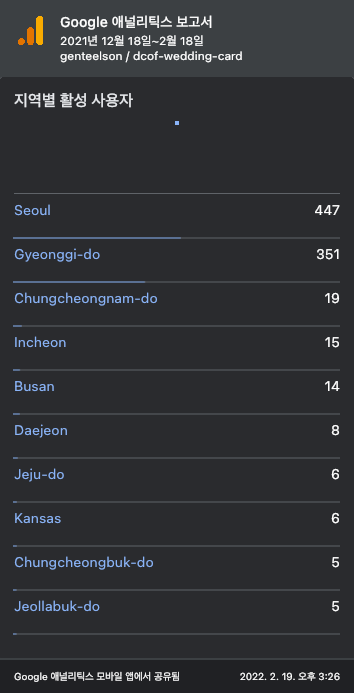 Google 애널리틱스 보고서
2021년 12월 18일~2월 18일
genteelson / dcof-wedding-card
지역별 활성 사용자
Seoul 447
Gyeonggi-do 351
Chungcheongnam-do 19
Incheon 15
Busan 14
Daejeon 8
Jeju-do 6
Kansas 6
Chungcheongbuk-do 5
Jeollabuk-do 5
Google 애널리틱스 모바일 앱에서 공유됨 2022. 2. 19. 오후 3:26